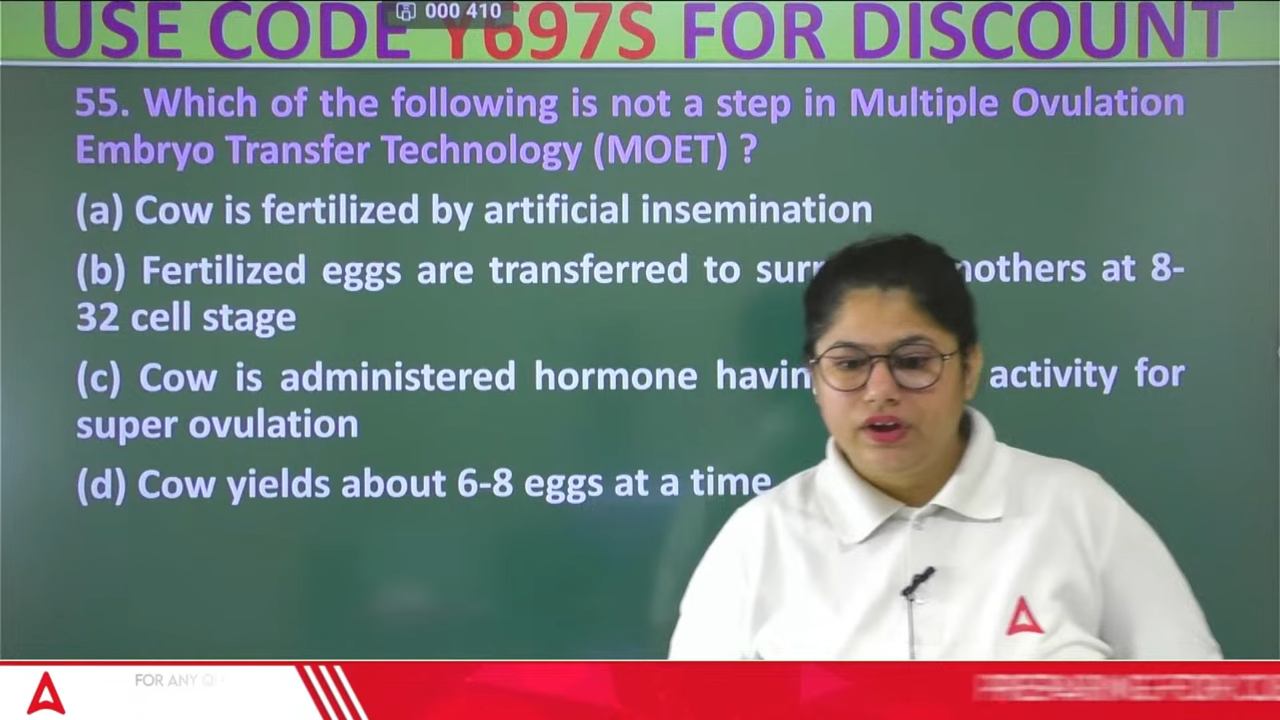 USE CODE Y697S FOR DISCOUNT
000 410
55. Which of the following is not a step in Multiple Ovulation
Embryo Transfer Technology (MOET) ?
(a) Cow is fertilized by artificial insemination
(b) Fertilized eggs are transferred to mothers at 8-
32 cell stage
(c) Cow is administered hormone activity for
super ovulation
(d) Cow yields about 6-8 eggs at a time
FOR ANY